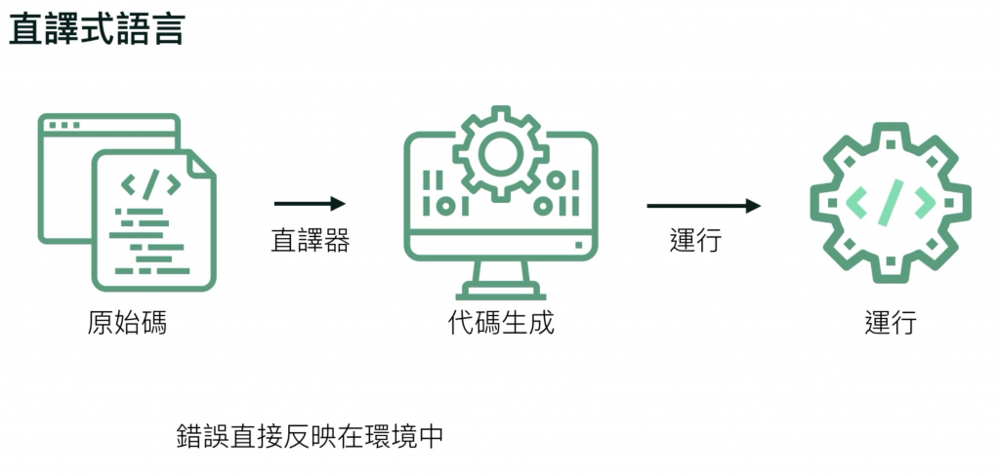 直譯式語言
直譯器
運行
原始碼
代碼生成
運行
錯誤直接反映在環境中